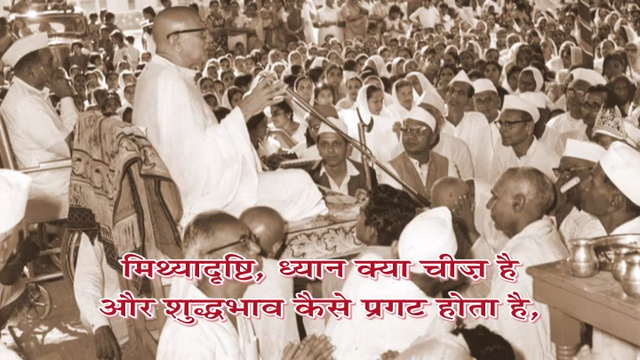 मिथ्यादृष्टि, ध्यान क्या चीज़ है
और शुद्धभाव कैसे प्रगट होता है,